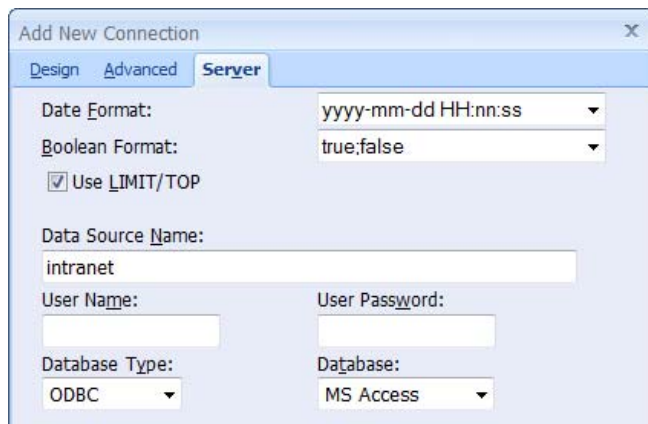 Add New Connection x
Design Advanced Server
Date Format: yyyy-mm-dd HH:nn:ss
Boolean Format: true;false
Use LIMIT/TOP
Data Source Name:
intranet
User Name: User Password:
Database Type: Database:
ODBC MS Access